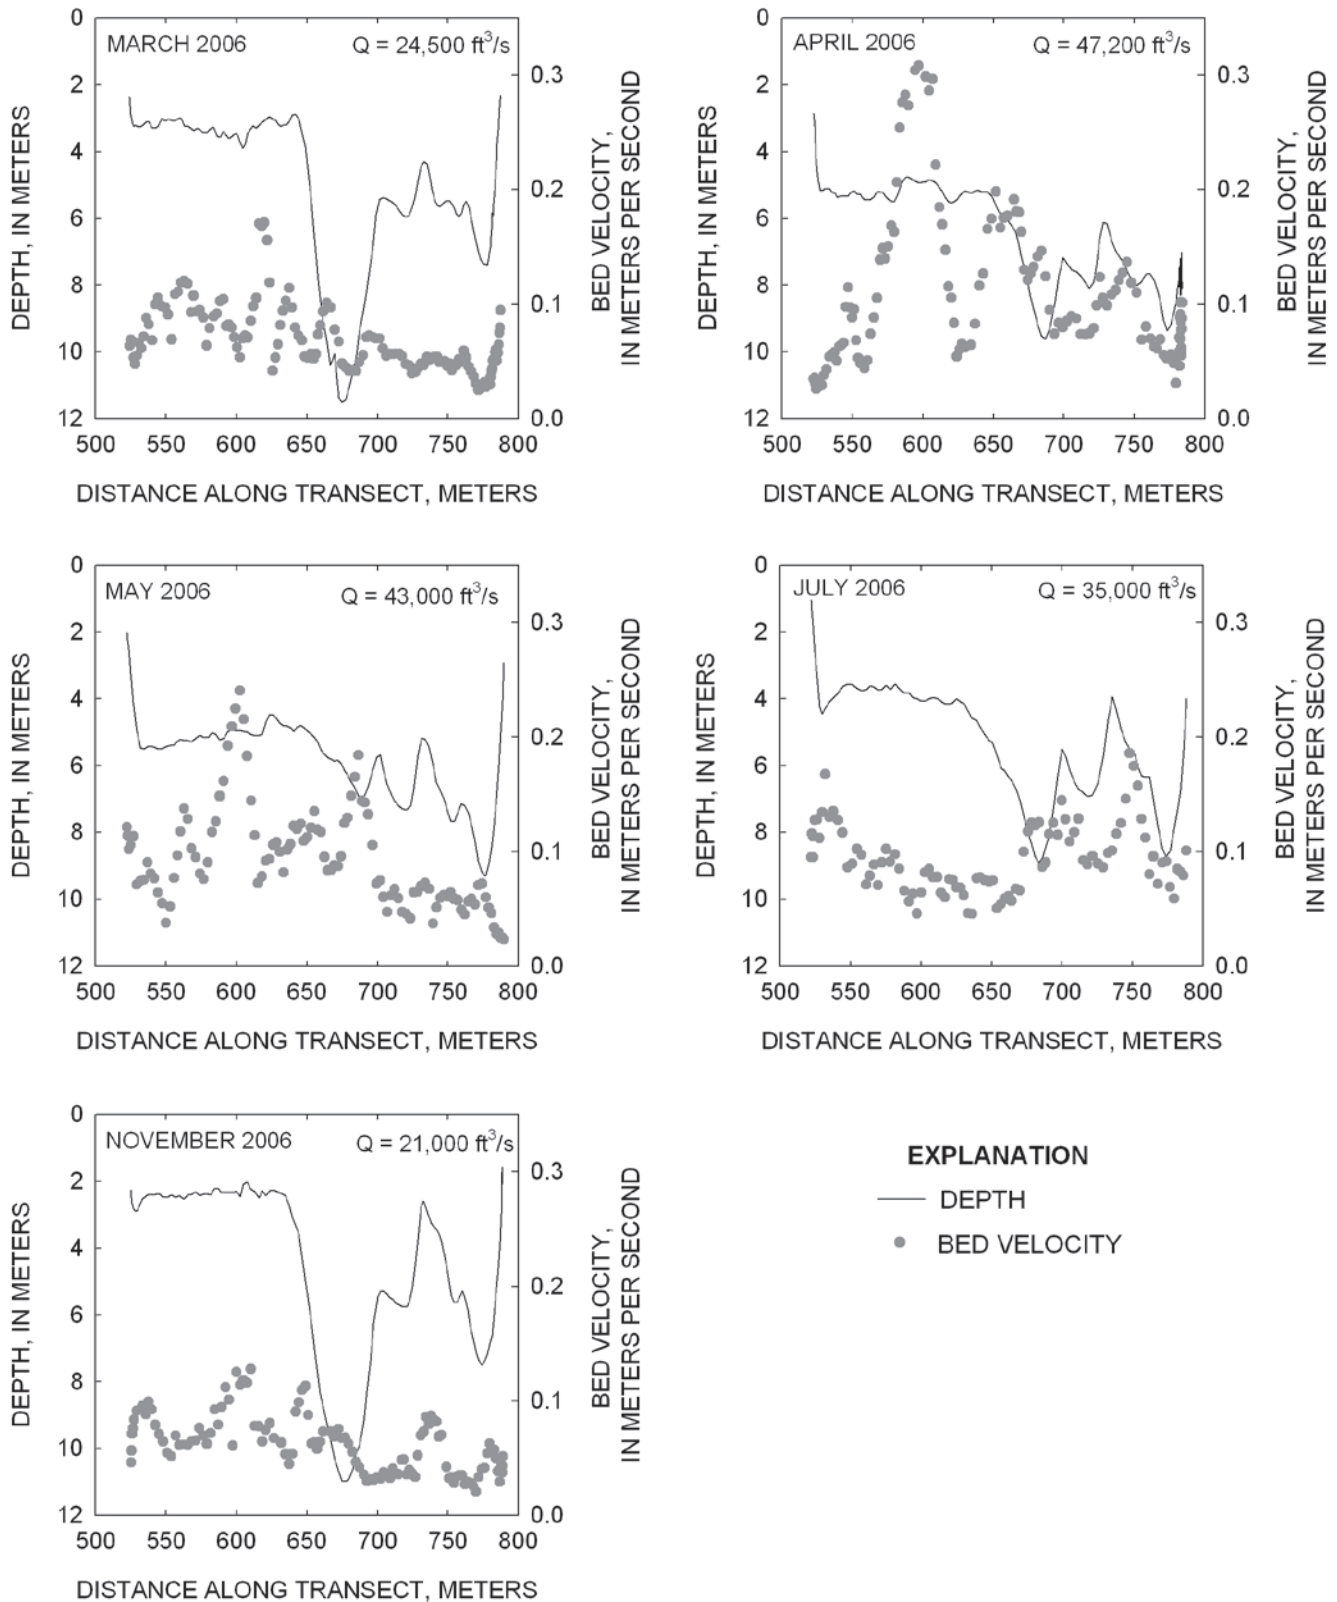 MARCH 2006
Q = 24,500 ft³/s
0
2
4
6
8
10
12
DEPTH, IN METERS
0.3
0.2
0.1
0.0
BED VELOCITY,
IN METERS PER SECOND
500 550 600 650 700 750 800
DISTANCE ALONG TRANSECT, METERS
APRIL 2006
Q = 47,200 ft³/s
0
2
4
6
8
10
12
DEPTH, IN METERS
0.3
0.2
0.1
0.0
BED VELOCITY,
IN METERS PER SECOND
500 550 600 650 700 750 800
DISTANCE ALONG TRANSECT, METERS
MAY 2006
Q = 43,000 ft³/s
0
2
4
6
8
10
12
DEPTH, IN METERS
0.3
0.2
0.1
0.0
BED VELOCITY,
IN METERS PER SECOND
500 550 600 650 700 750 800
DISTANCE ALONG TRANSECT, METERS
JULY 2006
Q = 35,000 ft³/s
0
2
4
6
8
10
12
DEPTH, IN METERS
0.3
0.2
0.1
0.0
BED VELOCITY,
IN METERS PER SECOND
500 550 600 650 700 750 800
DISTANCE ALONG TRANSECT, METERS
NOVEMBER 2006
Q = 21,000 ft³/s
0
2
4
6
8
10
12
DEPTH, IN METERS
0.3
0.2
0.1
0.0
BED VELOCITY,
IN METERS PER SECOND
500 550 600 650 700 750 800
DISTANCE ALONG TRANSECT, METERS
EXPLANATION
DEPTH
BED VELOCITY